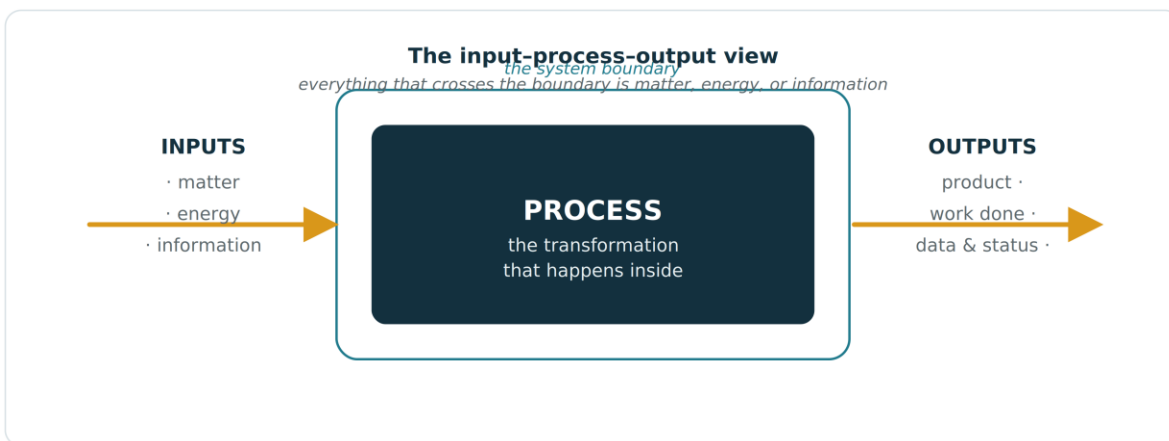 The input–process–output view
the system boundary
everything that crosses the boundary is matter, energy, or information
INPUTS
· matter
· energy
· information
PROCESS
the transformation
that happens inside
OUTPUTS
product ·
work done ·
data & status ·